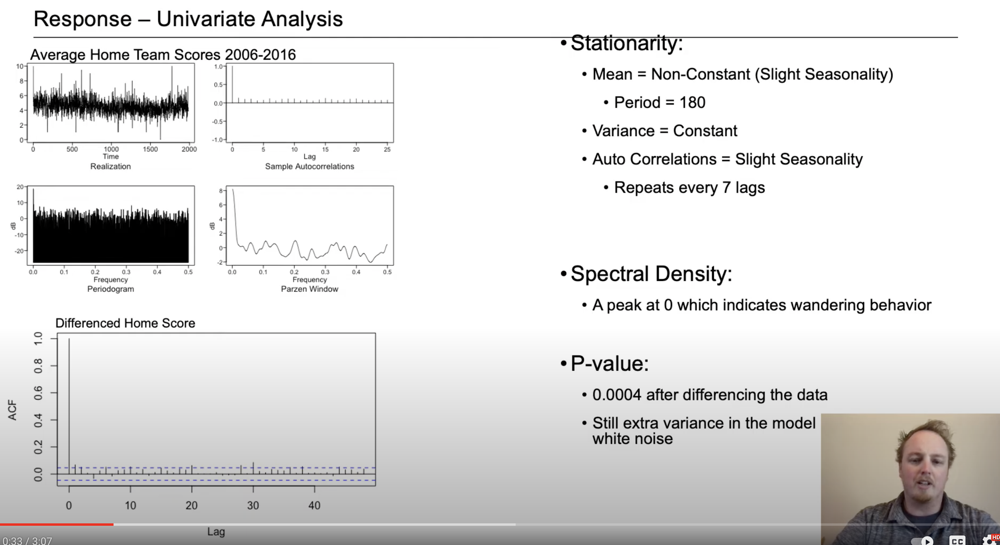 Response – Univariate Analysis
Average Home Team Scores 2006-2016
10
8
6
4
2
0
0 500 1000 1500 2000
Time
Realization
1.0
0.5
0.0
-0.5
-1.0
0 5 10 15 20 25
Lag
Sample Autocorrelations
20
10
0
-10
-20
dB
0.0 0.1 0.2 0.3 0.4 0.5
Frequency
Periodogram
8
6
4
2
0
-2
dB
0.0 0.1 0.2 0.3 0.4 0.5
Frequency
Parzen Window
Differenced Home Score
1.0
0.8
0.6
0.4
0.2
0.0
ACF
0 10 20 30 40
Lag
• Stationarity:
• Mean = Non-Constant (Slight Seasonality)
• Period = 180
• Variance = Constant
• Auto Correlations = Slight Seasonality
• Repeats every 7 lags
• Spectral Density:
• A peak at 0 which indicates wandering behavior
• P-value:
• 0.0004 after differencing the data
• Still extra variance in the model
white noise
0:33 / 3:07
CC
HD